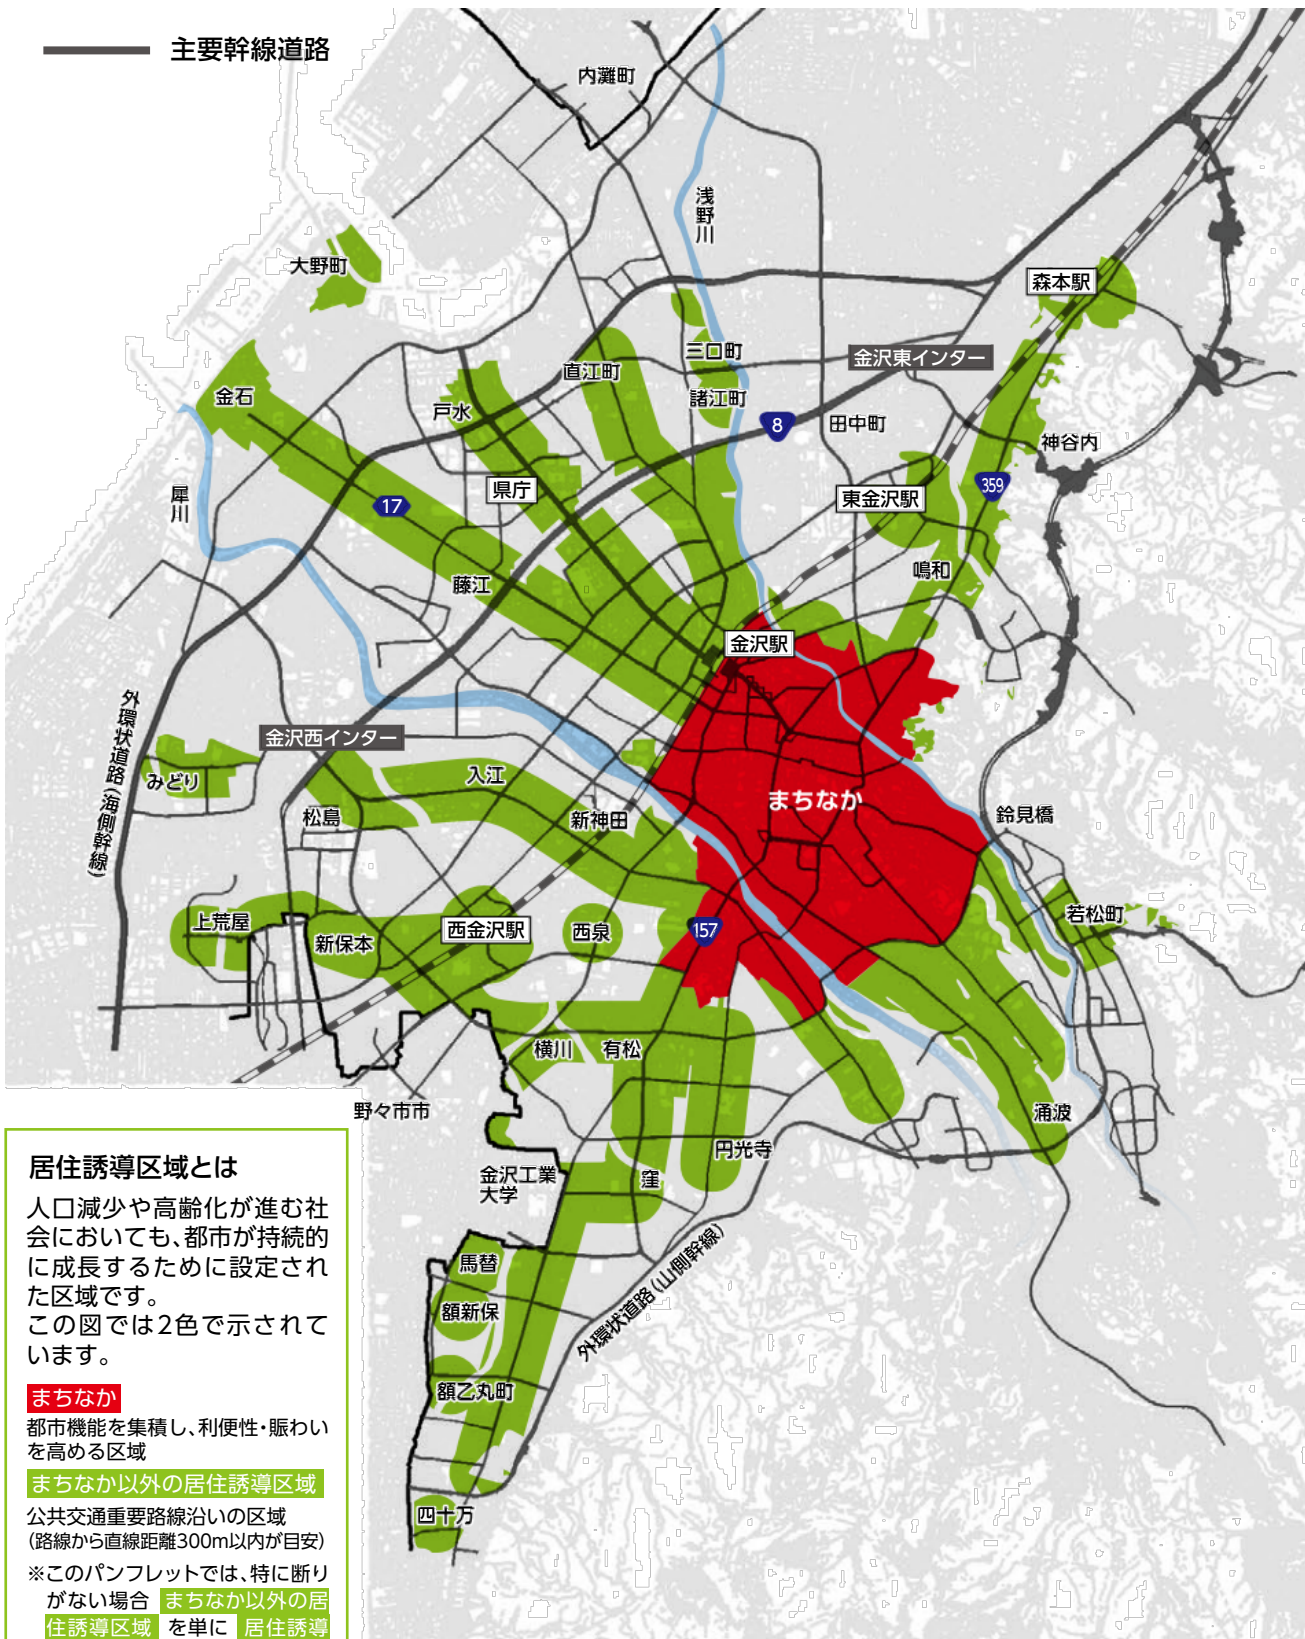 主要幹線道路
内灘町
浅野川
大野町
森本駅
三口町
金沢東インター
直江町
金石
諸江町
戸水
8
田中町
神谷内
県庁
359
犀川
17
東金沢駅
鳴和
藤江
金沢駅
外環状道路(海側幹線)
金沢西インター
みどり
入江
まちなか
松島
新神田
鈴見橋
上荒屋
若松町
新保本
西金沢駅
西泉
157
横川
有松
野々市市
涌波
円光寺
金沢工業
大学
窪
外環状道路(山側幹線)
馬替
額新保
額乙丸町
四十万
居住誘導区域とは
人口減少や高齢化が進む社
会においても、都市が持続的
に成長するために設定され
た区域です。
この図では2色で示されて
います。
まちなか
都市機能を集積し、利便性・賑わい
を高める区域
まちなか以外の居住誘導区域
公共交通重要路線沿いの区域
(路線から直線距離300m以内が目安)
※このパンフレットでは、特に断り
がない場合 まちなか以外の居
住誘導区域 を単に 居住誘導